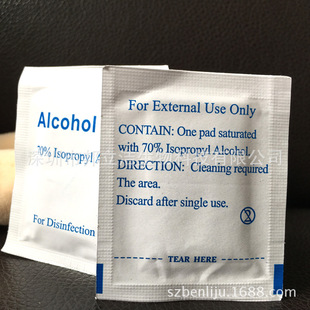 Alcohol
70% Isopropyl
For Disinfection
For External Use Only
CONTAIN: One pad saturated
with 70% Isopropyl Alcohol.
DIRECTION: Cleaning required
The area.
Discard after single use.
TEAR HERE
szbenliju.1688.com